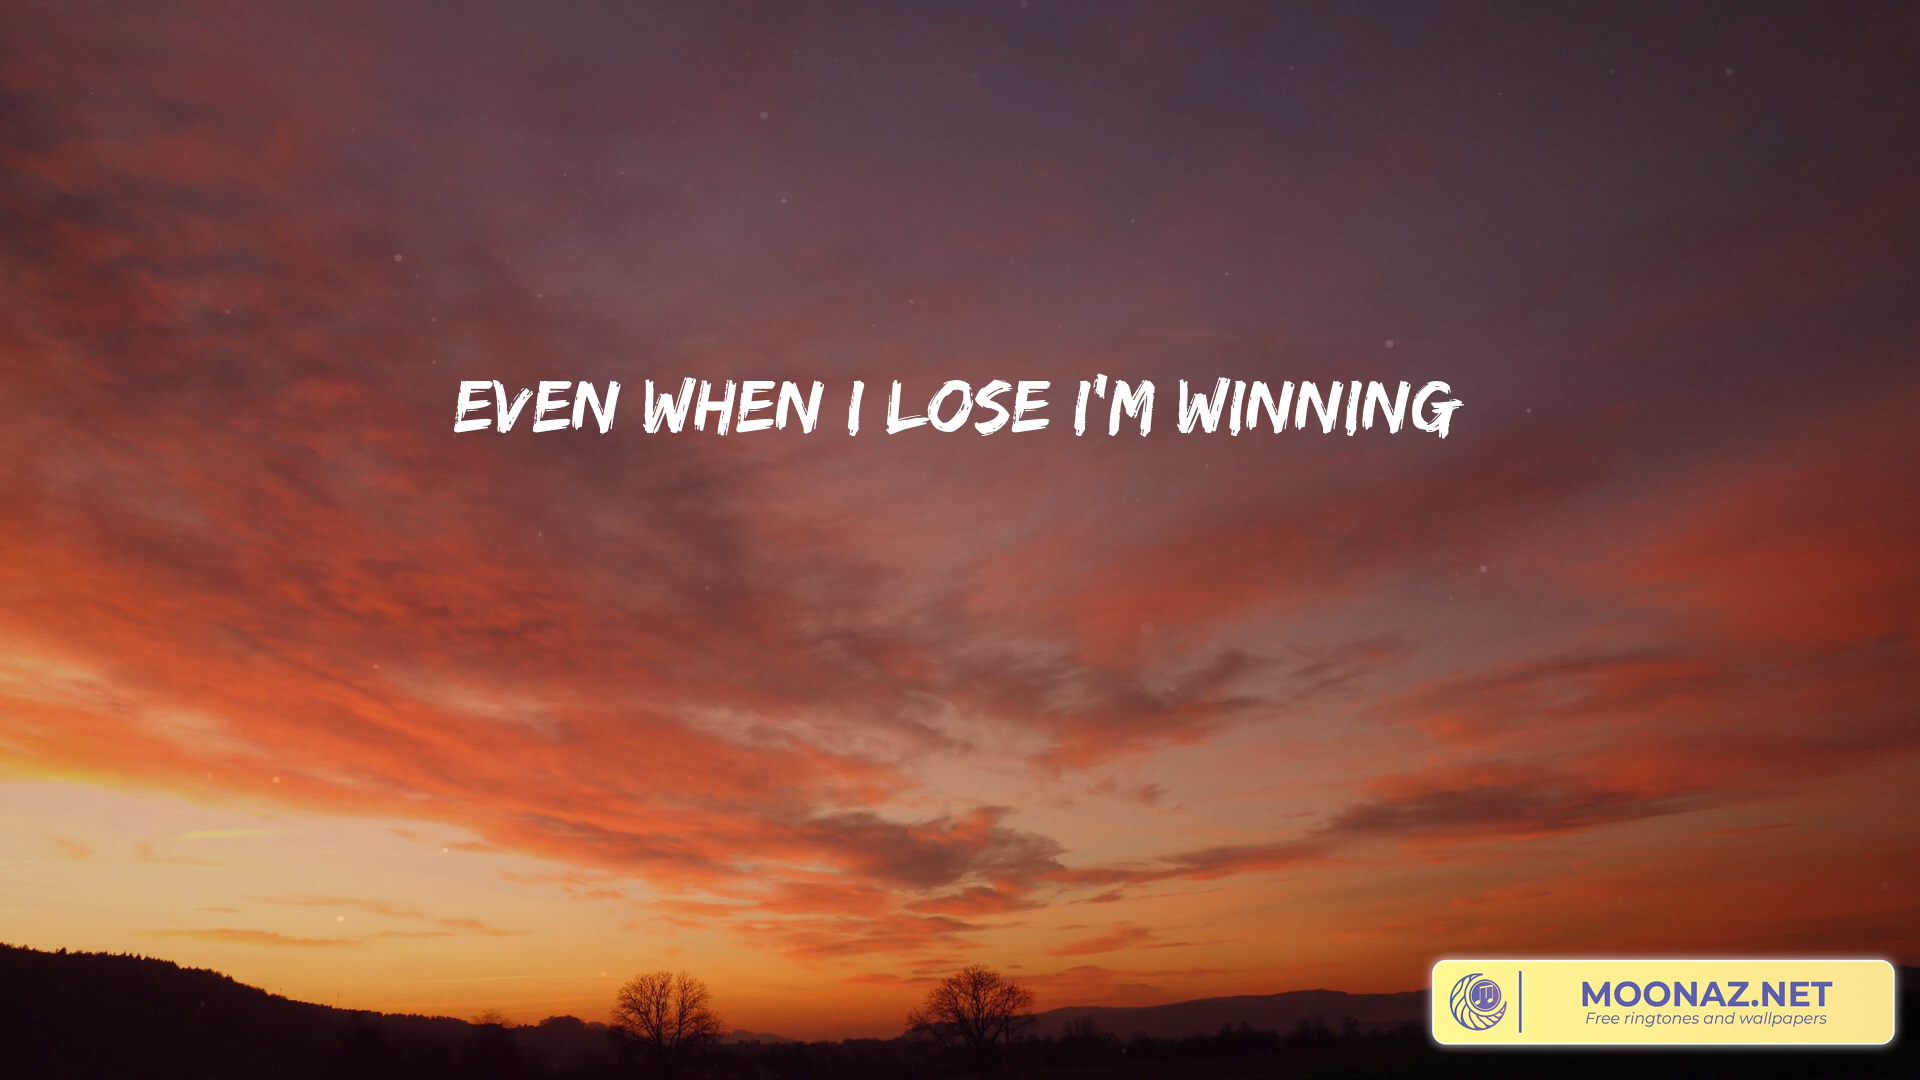 EVEN WHEN I LOSE I'M WINNING
MOONAZ.NET
Free ringtones and wallpapers